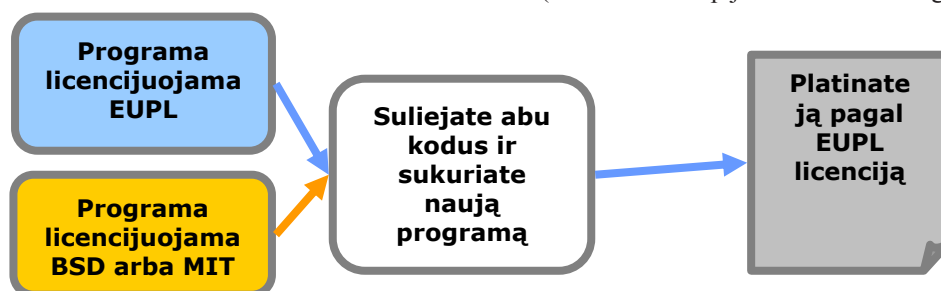 Programa
licencijuojama
EUPL
Programa
licencijuojama
BSD arba MIT
Suliejate abu
kodus ir
sukuriate
naują
programą
Platinate
ją pagal
EUPL
licenciją